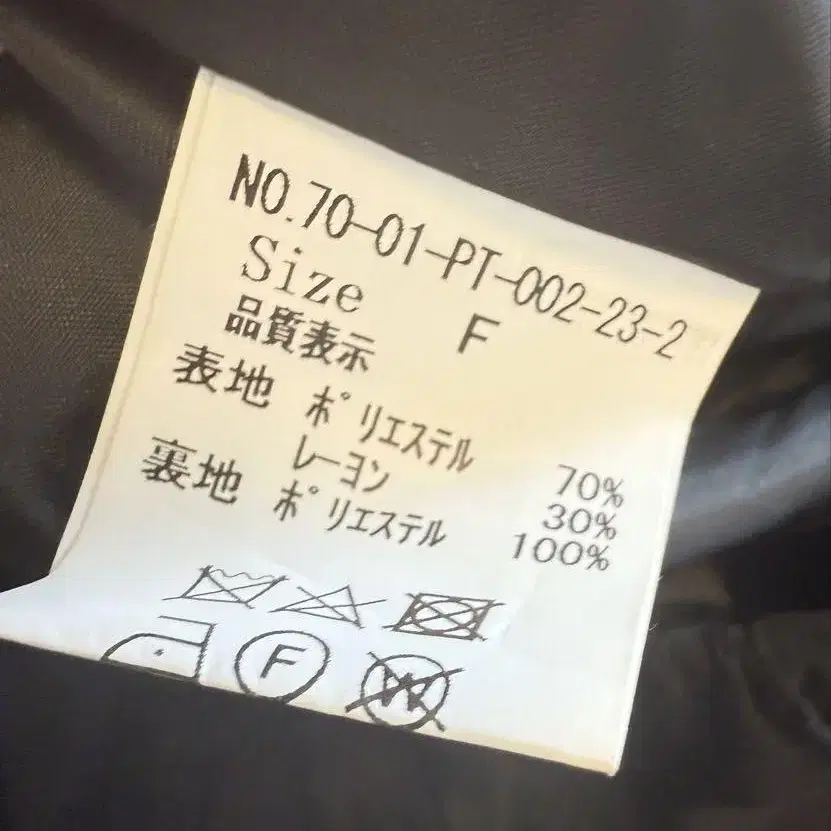 NO.70-01-PT-002-23-2
Size F
品質表示
表地 ポリエステル 70%
レーヨン 30%
裏地 ポリエステル 100%
F
W